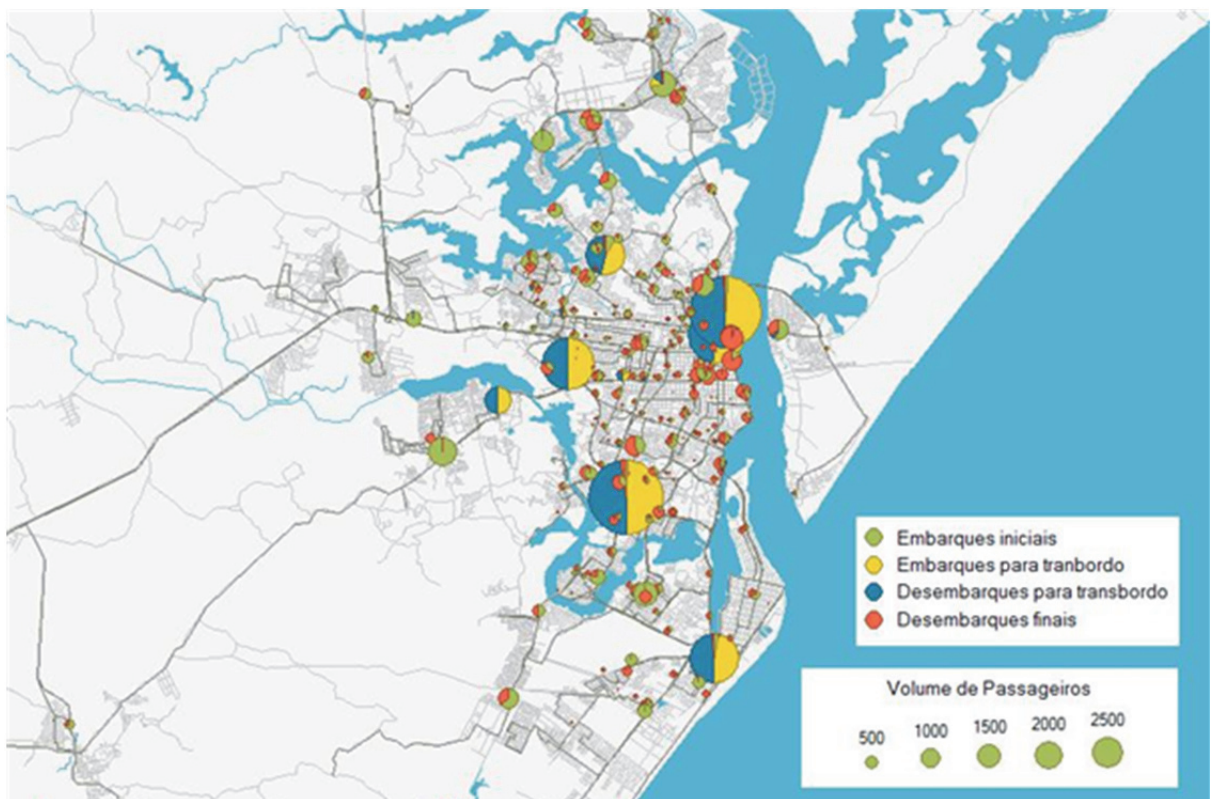 Embarques iniciais
Embarques para tranbordo
Desembarques para transbordo
Desembarques finais
Volume de Passageiros
500 1000 1500 2000 2500